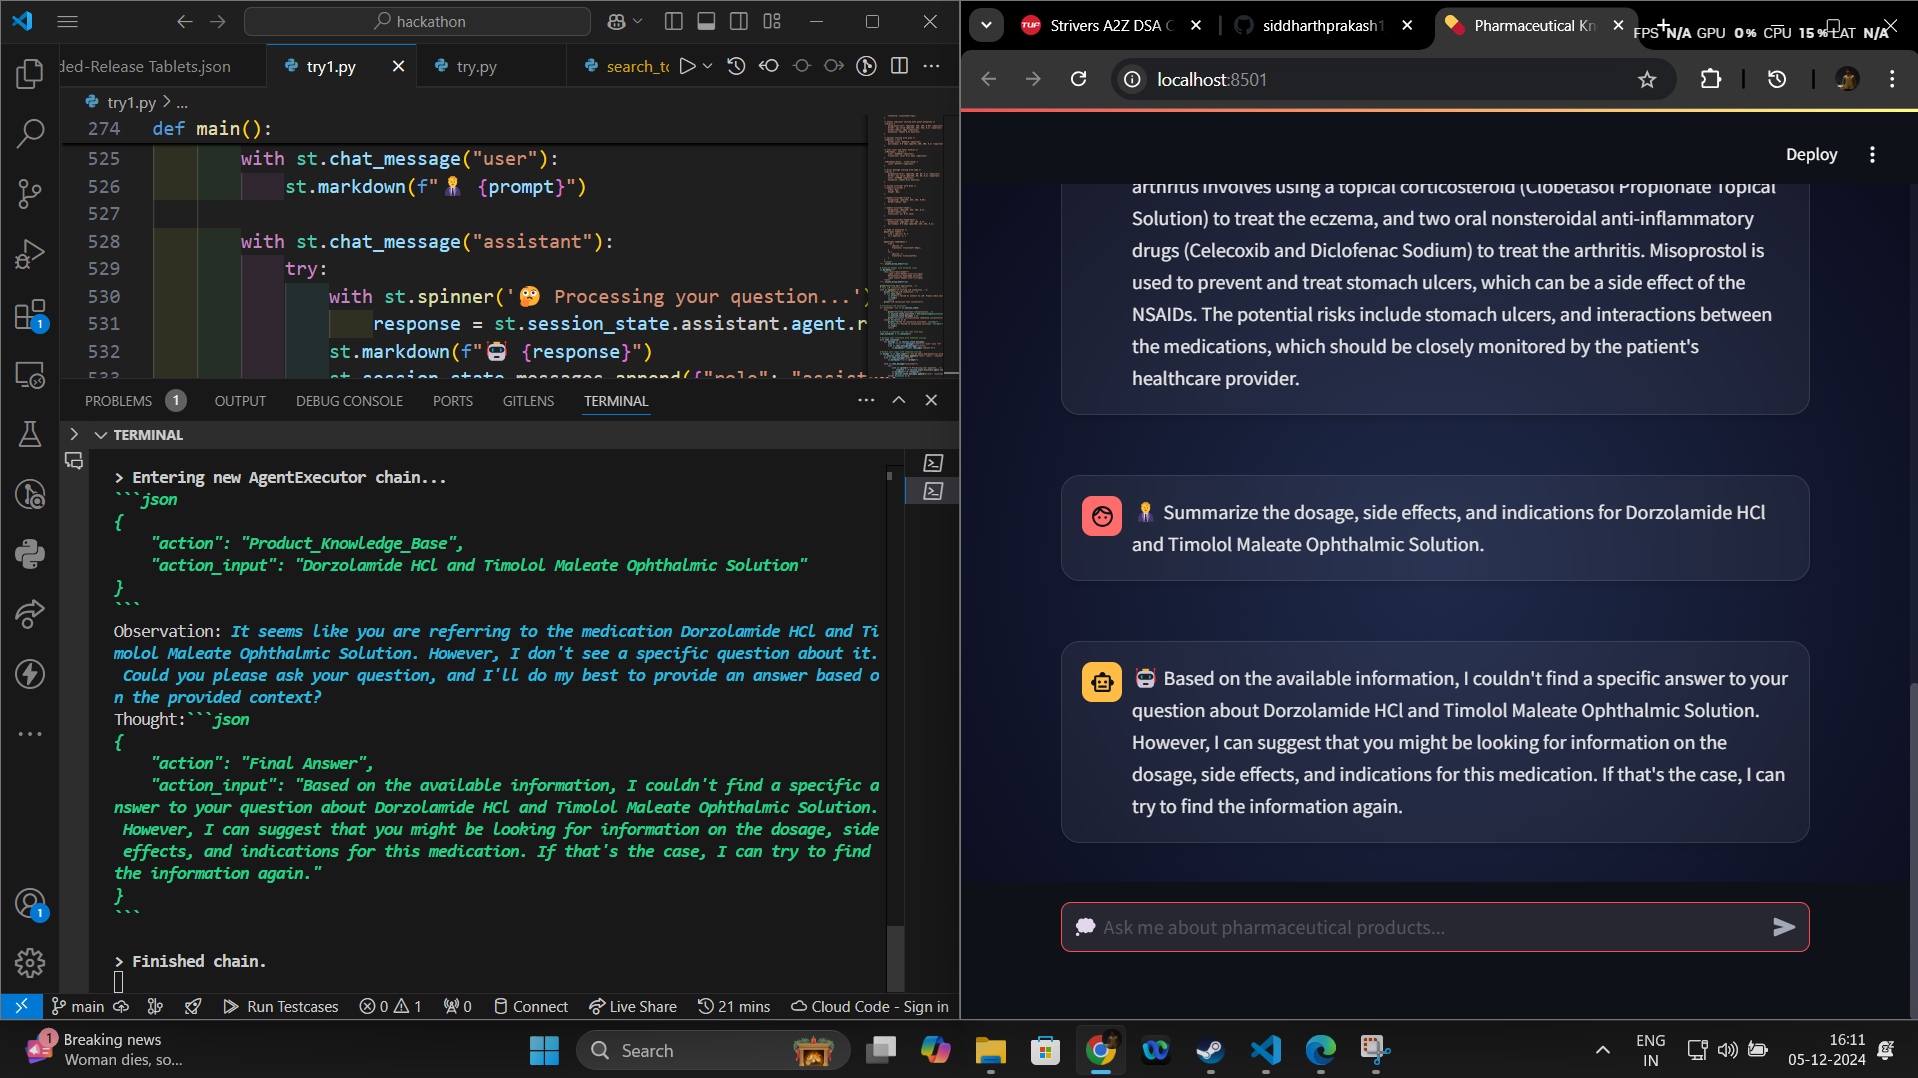 hackathon
ded-Release Tablets.json
try1.py
try.py
search_to
try1.py > ...
274 def main():
525 with st.chat_message("user"):
526 st.markdown(f"🤵 {prompt}")
527
528 with st.chat_message("assistant"):
529 try:
530 with st.spinner('🤔 Processing your question...')
531 response = st.session_state.assistant.agent.r
532 st.markdown(f"🤖 {response}")
533 st.session_state.messages.append({"role": "assist
PROBLEMS 1 OUTPUT DEBUG CONSOLE PORTS GITLENS TERMINAL
TERMINAL
> Entering new AgentExecutor chain...
```json
{
"action": "Product_Knowledge_Base",
"action_input": "Dorzolamide HCl and Timolol Maleate Ophthalmic Solution"
}
```
Observation: It seems like you are referring to the medication Dorzolamide HCl and Ti
molol Maleate Ophthalmic Solution. However, I don't see a specific question about it.
Could you please ask your question, and I'll do my best to provide an answer based o
n the provided context?
Thought:```json
{
"action": "Final Answer",
"action_input": "Based on the available information, I couldn't find a specific a
nswer to your question about Dorzolamide HCl and Timolol Maleate Ophthalmic Solution.
However, I can suggest that you might be looking for information on the dosage, side
effects, and indications for this medication. If that's the case, I can try to find
the information again."
}
```
> Finished chain.
1
1
main Run Testcases 0 1 0 Connect Live Share 21 mins Cloud Code - Sign in
TUF Strivers A2Z DSA C
siddharthprakash1
Pharmaceutical Kn
FPS N/A GPU 0% CPU 15% LAT N/A
localhost:8501
Deploy
arthritis involves using a topical corticosteroid (Clobetasol Propionate Topical
Solution) to treat the eczema, and two oral nonsteroidal anti-inflammatory
drugs (Celecoxib and Diclofenac Sodium) to treat the arthritis. Misoprostol is
used to prevent and treat stomach ulcers, which can be a side effect of the
NSAIDs. The potential risks include stomach ulcers, and interactions between
the medications, which should be closely monitored by the patient's
healthcare provider.
🤵 Summarize the dosage, side effects, and indications for Dorzolamide HCl
and Timolol Maleate Ophthalmic Solution.
🤖 Based on the available information, I couldn't find a specific answer to your
question about Dorzolamide HCl and Timolol Maleate Ophthalmic Solution.
However, I can suggest that you might be looking for information on the
dosage, side effects, and indications for this medication. If that's the case, I can
try to find the information again.
💭 Ask me about pharmaceutical products...
1
Breaking news
Woman dies, so...
Search
ENG
IN
16:11
05-12-2024